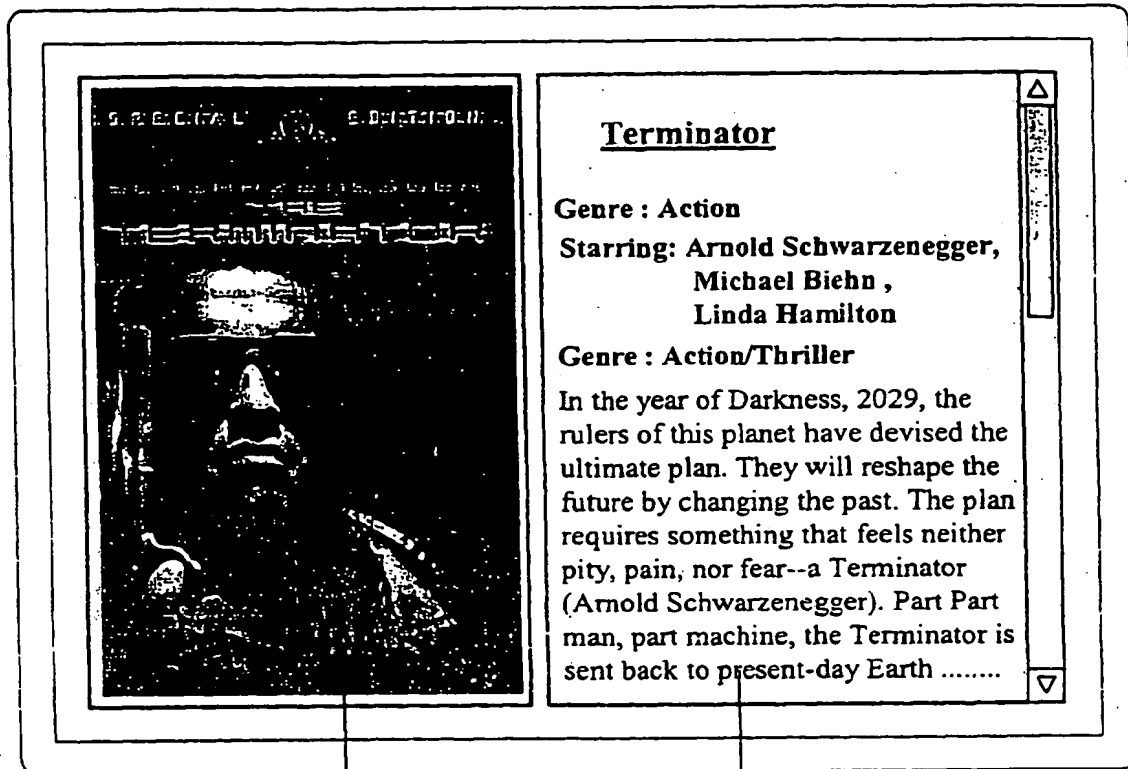 SPECIAL EDITION
Terminator
Genre : Action
Starring: Arnold Schwarzenegger,
Michael Biehn ,
Linda Hamilton
Genre : Action/Thriller
In the year of Darkness, 2029, the
rulers of this planet have devised the
ultimate plan. They will reshape the
future by changing the past. The plan
requires something that feels neither
pity, pain, nor fear--a Terminator
(Arnold Schwarzenegger). Part Part
man, part machine, the Terminator is
sent back to present-day Earth ........